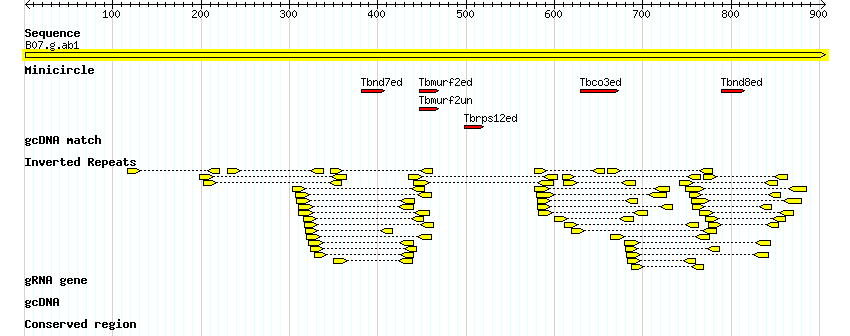 100 200 300 400 500 600 700 800 900
Sequence
B07.g.ab1
Minicircle
Tbnd7ed Tbmurf2ed Tbco3ed Tbnd8ed
Tbmurf2un
Tbrps12ed
gcDNA match
Inverted Repeats
gRNA gene
gcDNA
Conserved region